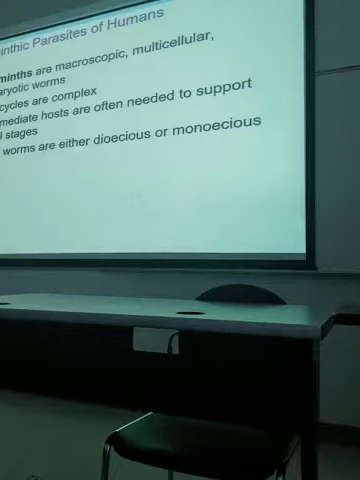 inthic Parasites of Humans
minths are macroscopic, multicellular,
aryotic worms
cycles are complex
mediate hosts are often needed to support
l stages
worms are either dioecious or monoecious